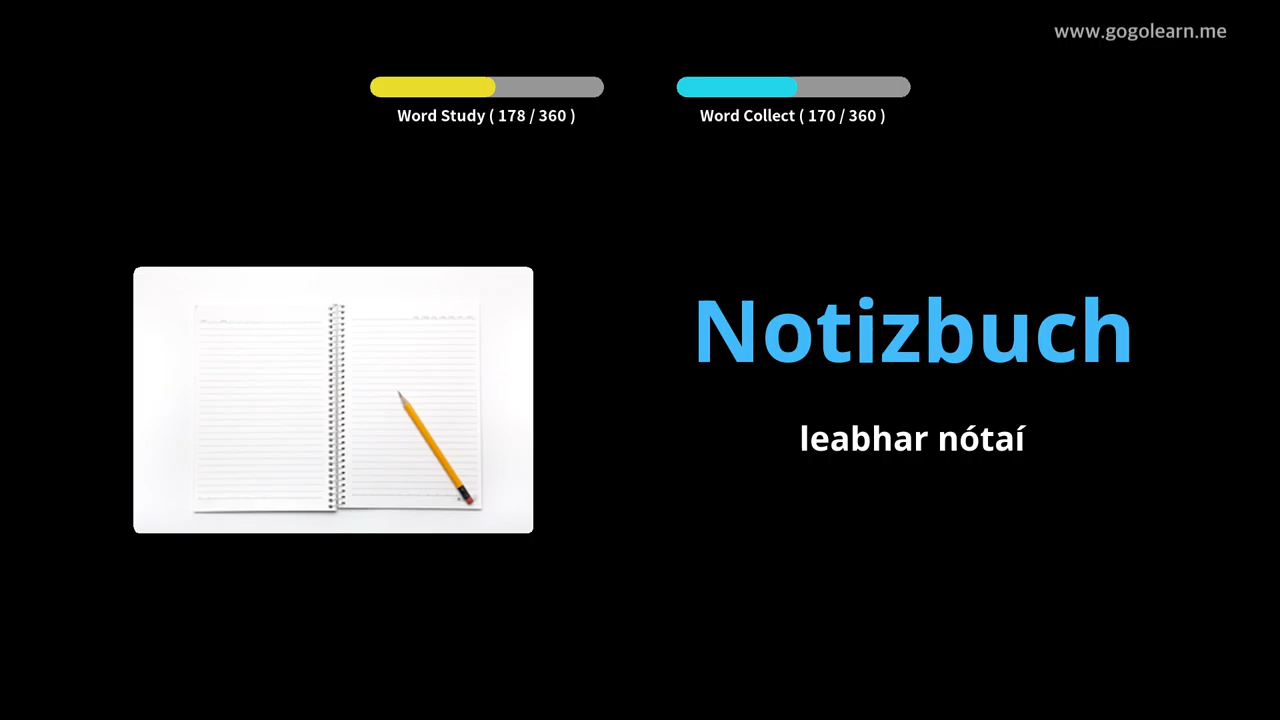 www.gogolearn.me
Word Study ( 178 / 360 )
Word Collect ( 170 / 360 )
Notizbuch
leabhar nótaí